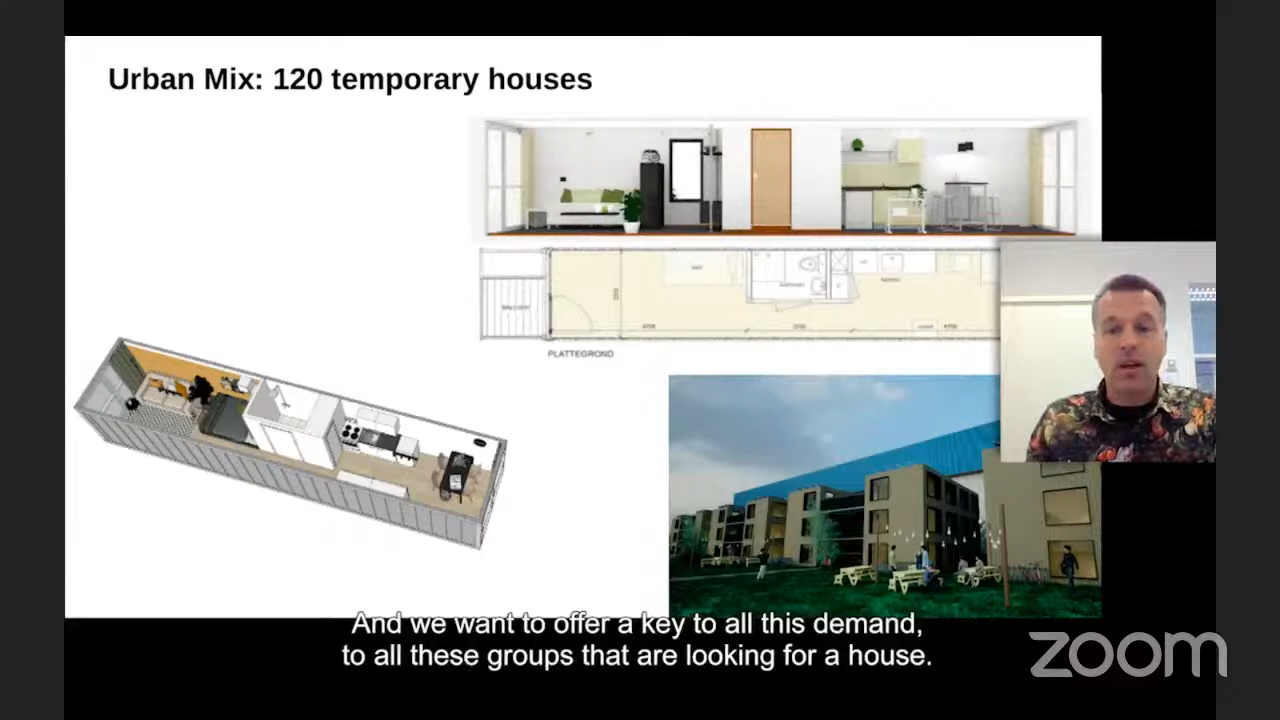 Urban Mix: 120 temporary houses
BALCONY
PLATTEGROND
And we want to offer a key to all this demand,
to all these groups that are looking for a house.
zoom